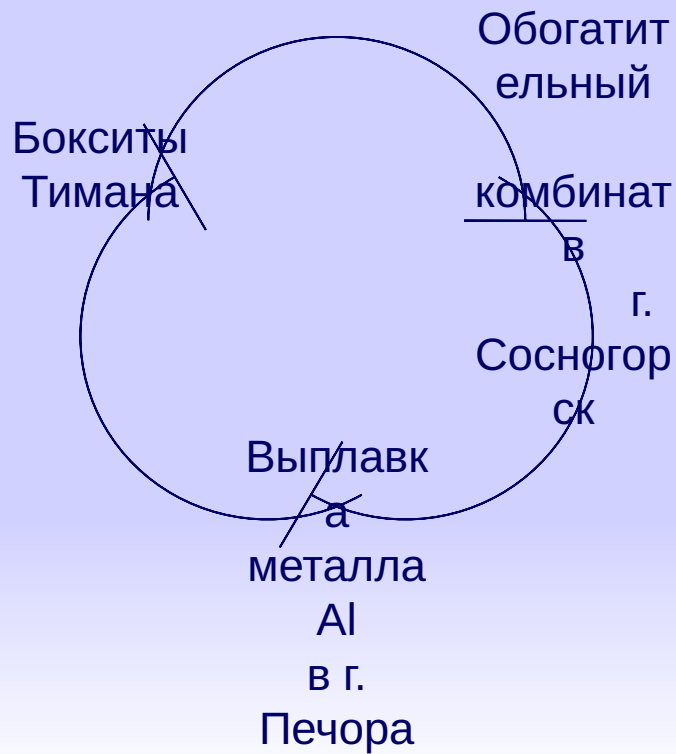 Обогатит
ельный
комбинат
в
г.
Сосногор
ск
Бокситы
Тимана
Выплавк
а
металла
Al
в г.
Печора